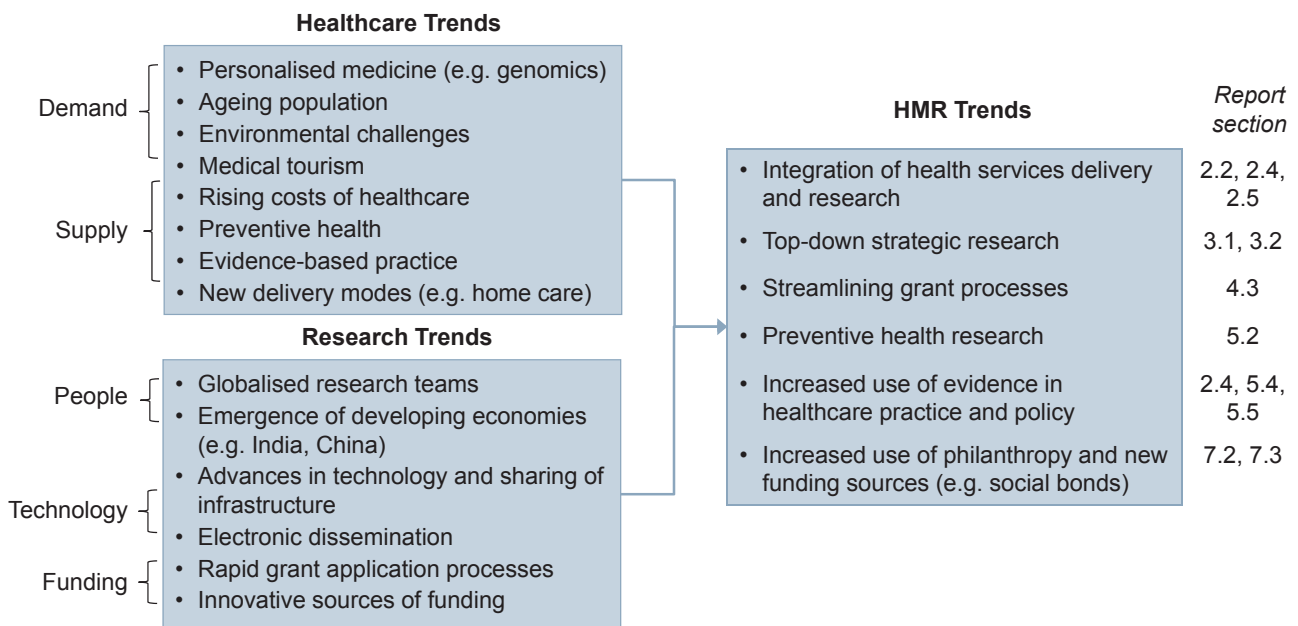 Healthcare Trends
Demand
Supply
• Personalised medicine (e.g. genomics)
• Ageing population
• Environmental challenges
• Medical tourism
• Rising costs of healthcare
• Preventive health
• Evidence-based practice
• New delivery modes (e.g. home care)
Research Trends
People
Technology
Funding
• Globalised research teams
• Emergence of developing economies
(e.g. India, China)
• Advances in technology and sharing of
infrastructure
• Electronic dissemination
• Rapid grant application processes
• Innovative sources of funding
HMR Trends
Report
section
• Integration of health services delivery
and research
2.2, 2.4,
2.5
• Top-down strategic research
3.1, 3.2
• Streamlining grant processes
4.3
• Preventive health research
5.2
• Increased use of evidence in
healthcare practice and policy
2.4, 5.4,
5.5
• Increased use of philanthropy and new
funding sources (e.g. social bonds)
7.2, 7.3